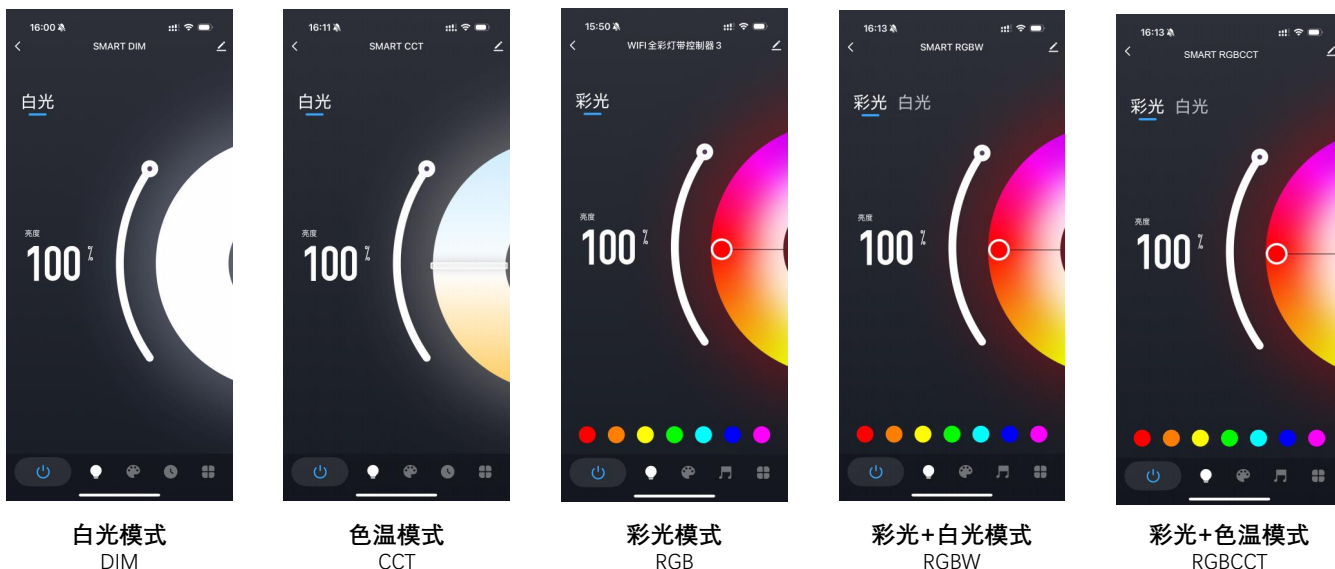 16:00
SMART DIM
白光
亮度
100 %
白光模式
DIM
16:11
SMART CCT
白光
亮度
100 %
色温模式
CCT
15:50
WIFI全彩灯带控制器3
彩光
亮度
100 %
彩光模式
RGB
16:13
SMART RGBW
彩光 白光
亮度
100 %
彩光+白光模式
RGBW
16:13
SMART RGBCCT
彩光 白光
亮度
100 %
彩光+色温模式
RGBCCT